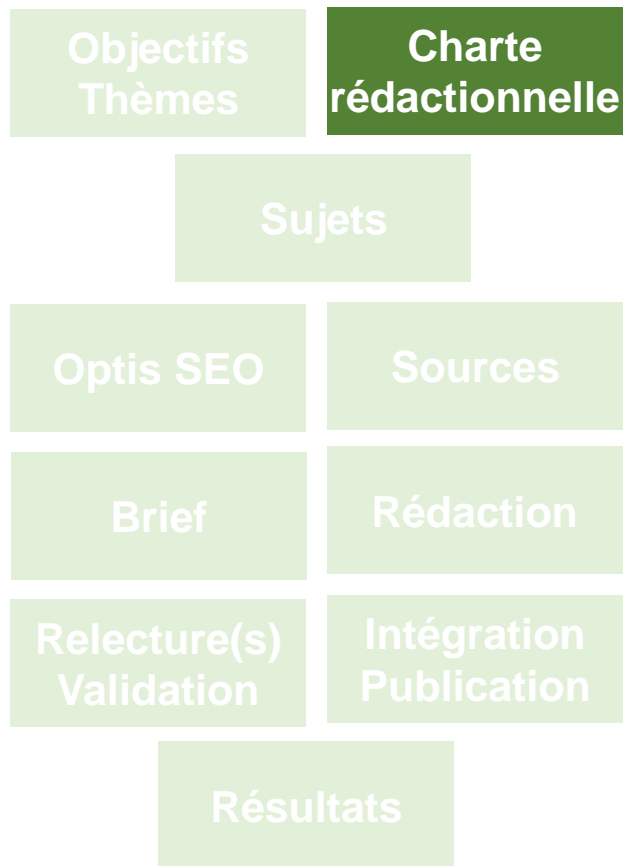 Objectifs
Thèmes
Charte
rédactionnelle
Sujets
Optis SEO
Sources
Brief
Rédaction
Relecture(s)
Validation
Intégration
Publication
Résultats